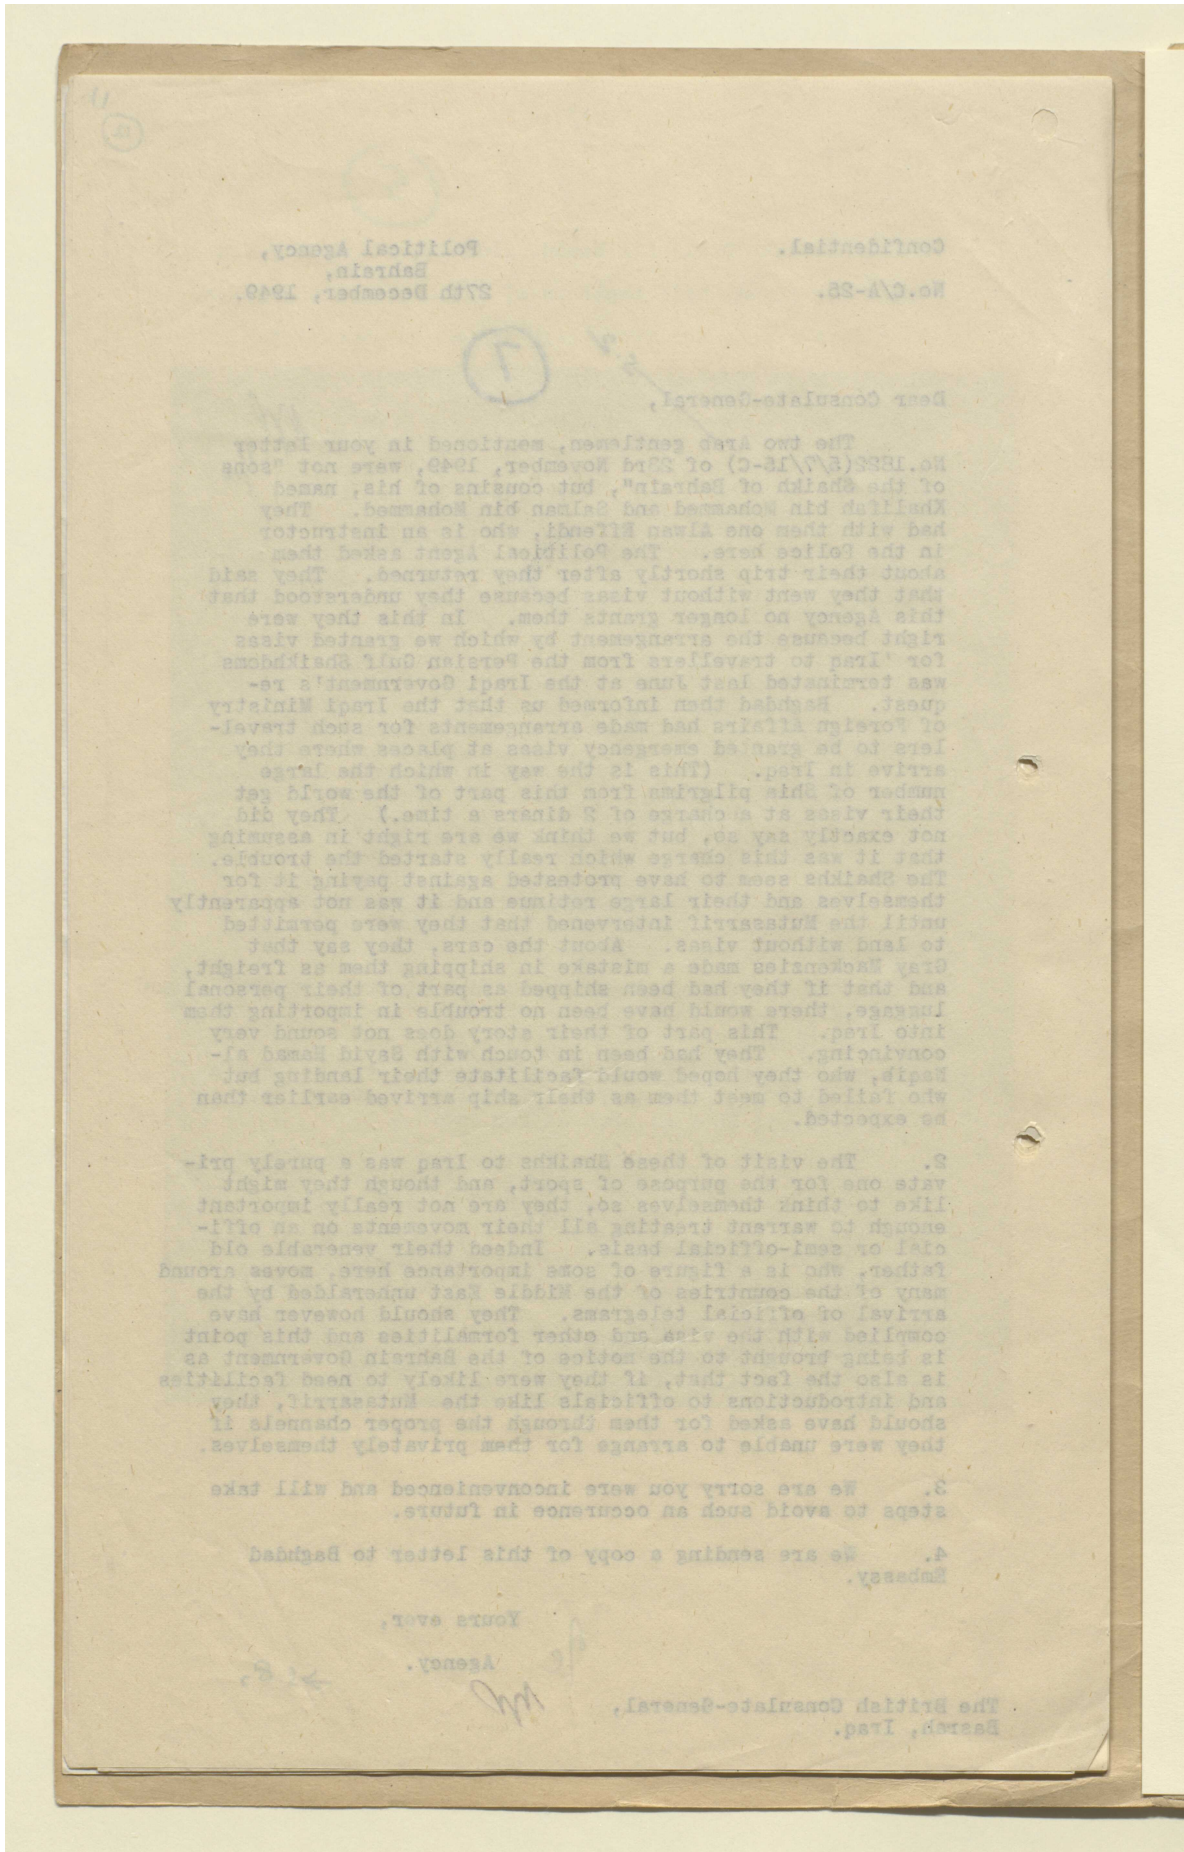 Confidential.
Political Agency,
Bahrain,
No.C/A-25.
27th December, 1949.
7
Dear Consulate-General,
The two Arab gentlemen, mentioned in your letter
No.1822(5/7/15-C) of 23rd November, 1949, were not "sons
of the Shaikh of Bahrain", but cousins of his, named
Khalifah bin Mohammed and Salman bin Mohammed. They
had with them one Alwan Effendi, who is an instructor
in the Police here. The Political Agent asked them
about their trip shortly after they returned. They said
that they went without visas because they understood that
this Agency no longer grants them. In this they were
right because the arrangement by which we granted visas
for 'Iraq to travellers from the Persian Gulf Shaikhdoms
was terminated last June at the Iraqi Government's re-
quest. Baghdad then informed us that the Iraqi Ministry
of Foreign Affairs had made arrangements for such travel-
lers to be granted emergency visas at places where they
arrive in Iraq. (This is the way in which the large
number of Shia pilgrims from this part of the world get
their visas at a charge of 2 dinars a time.) They did
not exactly say so, but we think we are right in assuming
that it was this charge which really started the trouble.
The Shaikhs seem to have protested against paying it for
themselves and their large retinue and it was not apparently
until the Mutasarrif intervened that they were permitted
to land without visas. About the cars, they say that
Gray Mackenzies made a mistake in shipping them as freight,
and that if they had been shipped as part of their personal
luggage, there would have been no trouble in importing them
into Iraq. This part of their story does not sound very
convincing. They had been in touch with Sayid Hamad al-
Naqib, who they hoped would facilitate their landing but
who failed to meet them as their ship arrived earlier than
he expected.
2. The visit of these Shaikhs to Iraq was a purely pri-
vate one for the purpose of sport, and though they might
like to think themselves so, they are not really important
enough to warrant treating all their movements on an offi-
cial or semi-official basis. Indeed their venerable old
father, who is a figure of some importance here, moves around
many of the countries of the Middle East unheralded by the
arrival of official telegrams. They should however have
complied with the visa and other formalities and this point
is being brought to the notice of the Bahrain Government as
is also the fact that, if they were likely to need facilities
and introductions to officials like the Mutasarrif, they
should have asked for them through the proper channels if
they were unable to arrange for them privately themselves.
3. We are sorry you were inconvenienced and will take
steps to avoid such an occurence in future.
4. We are sending a copy of this letter to Baghdad
Embassy.
Yours ever,
Agency.
The British Consulate-General,
Basrah, Iraq.